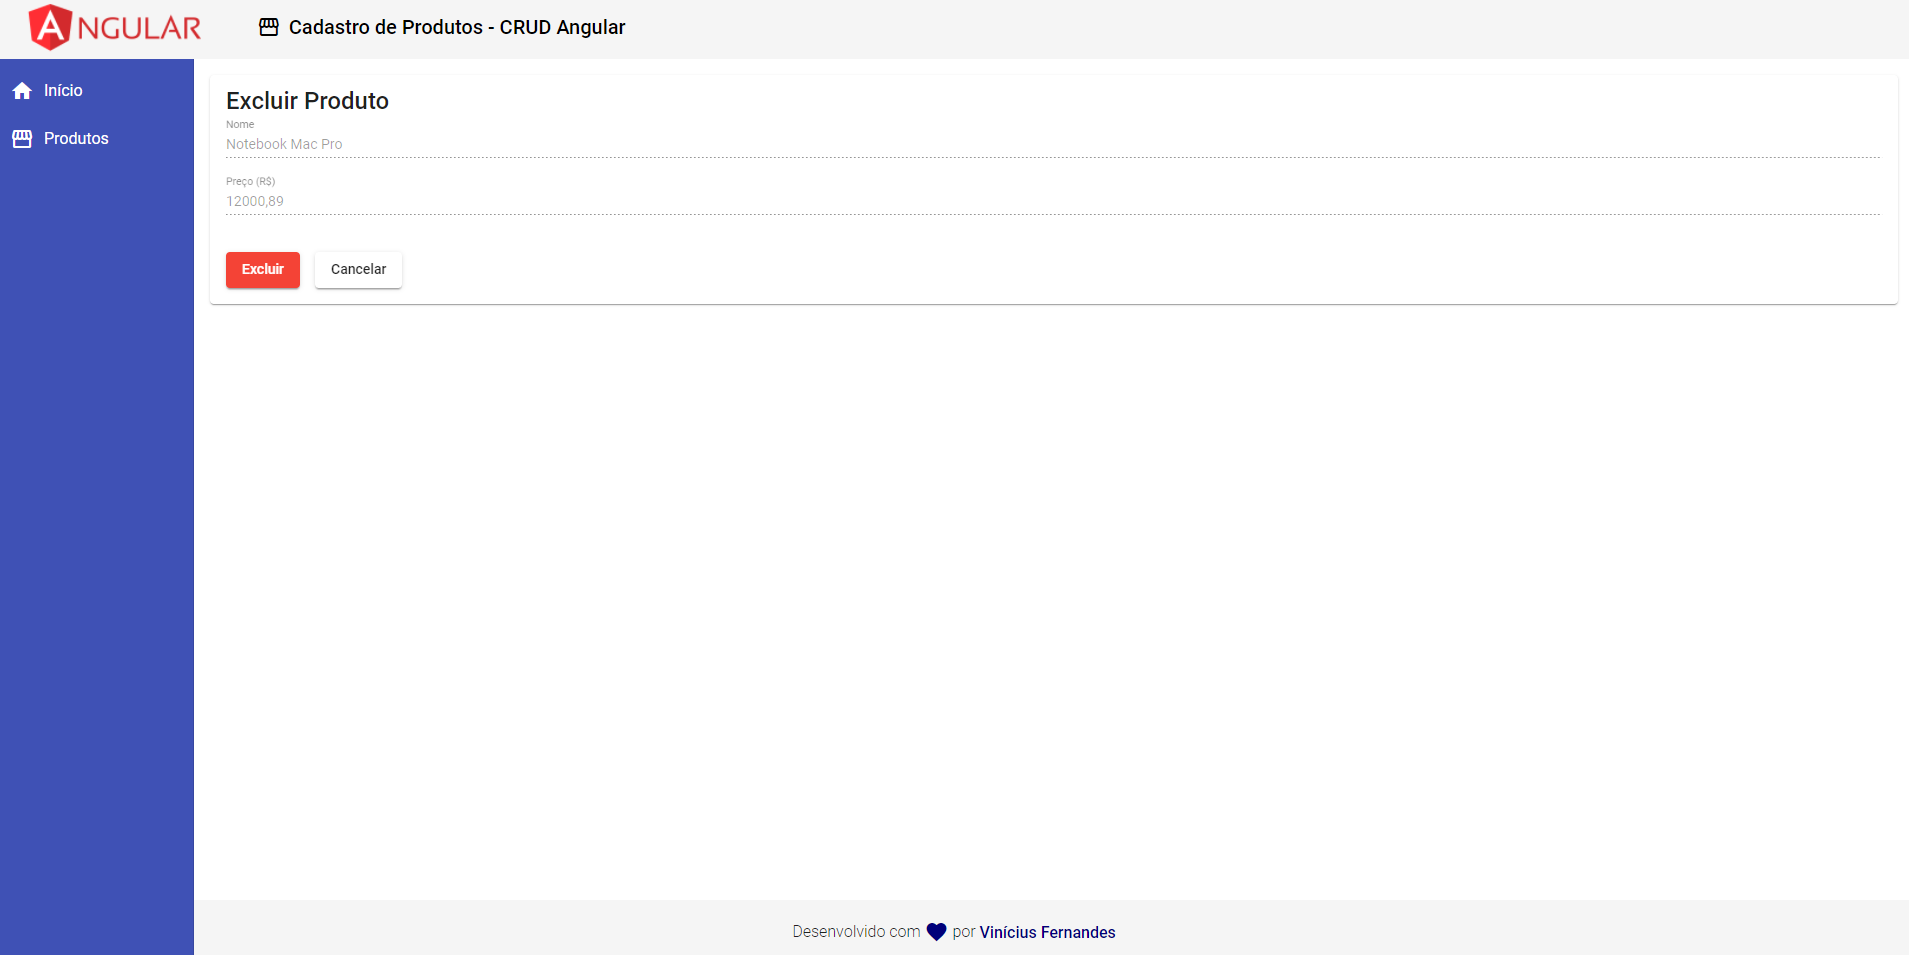 ANGULAR
Cadastro de Produtos - CRUD Angular
Início
Produtos
Excluir Produto
Nome
Notebook Mac Pro
Preço (R$)
12000,89
Excluir
Cancelar
Desenvolvido com por Vinícius Fernandes